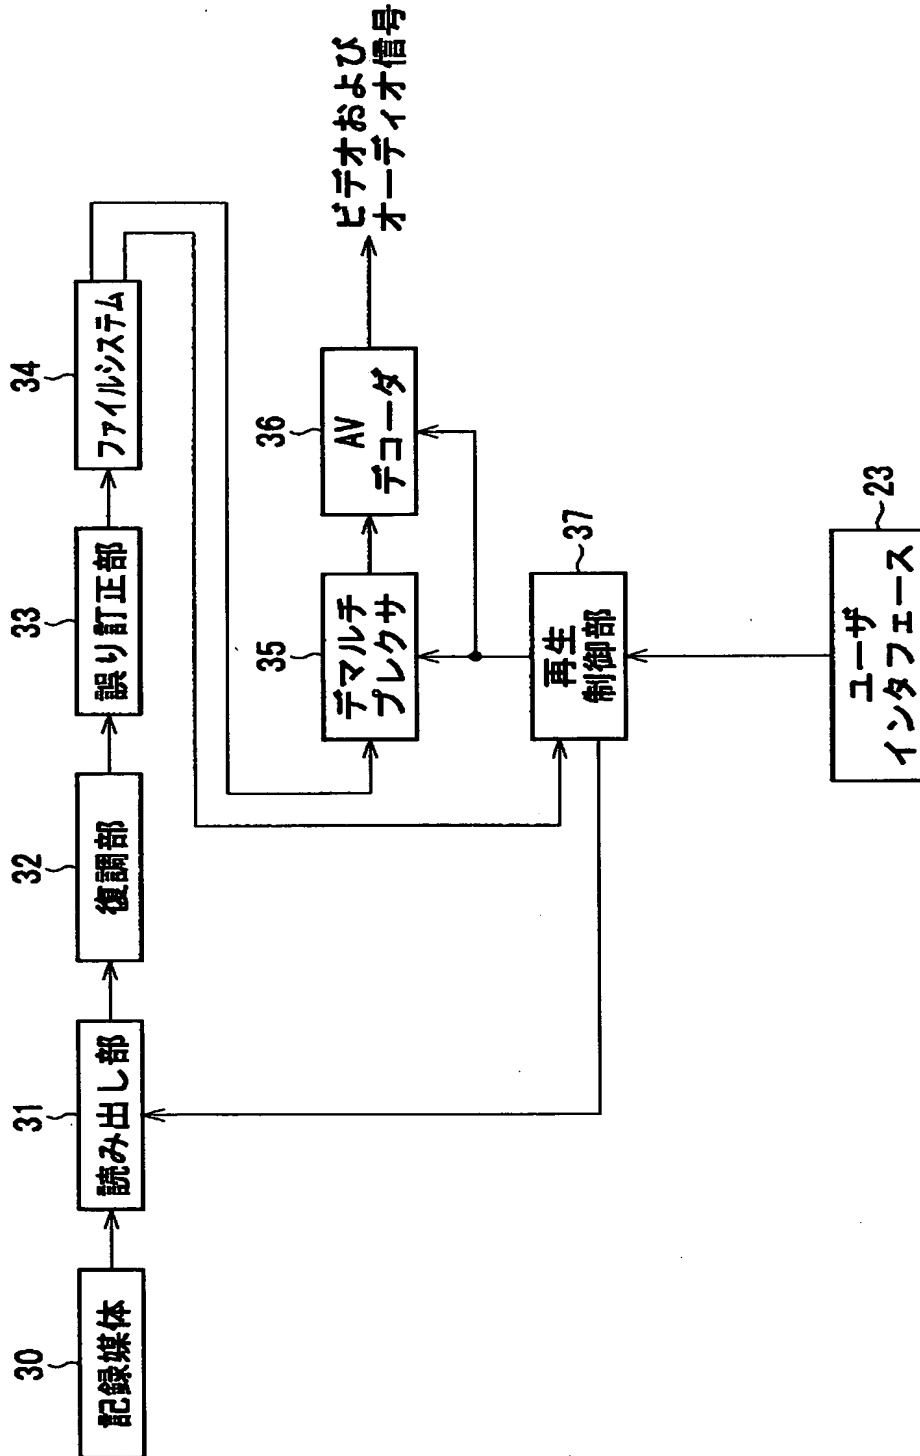 30
記録媒体
31
読み出し部
32
復調部
33
誤り訂正部
34
ファイルシステム
35
デマルチ
プレクサ
36
AV
デコーダ
ビデオおよび
オーディオ信号
37
再生
制御部
23
ユーザ
インタフェース